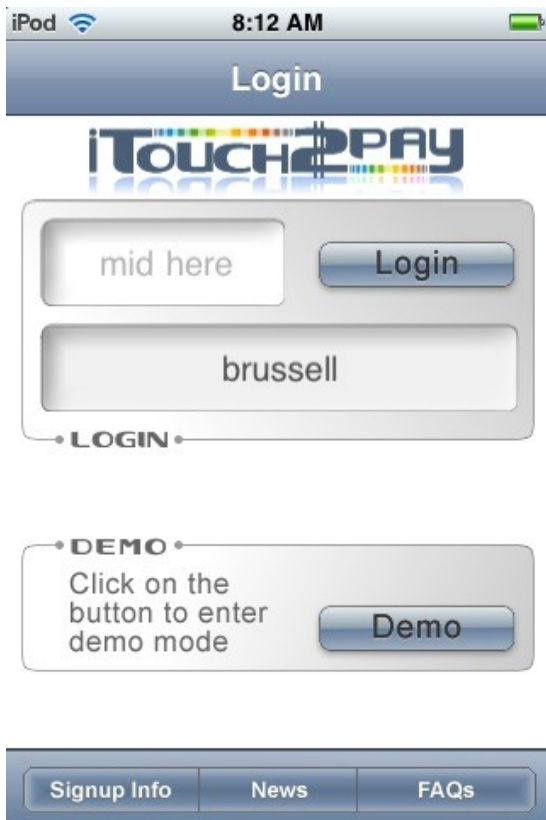 iPod 8:12 AM
Login
iTOUCH2PAY
mid here Login
brussell
LOGIN
DEMO
Click on the
button to enter
demo mode
Demo
Signup Info News FAQs